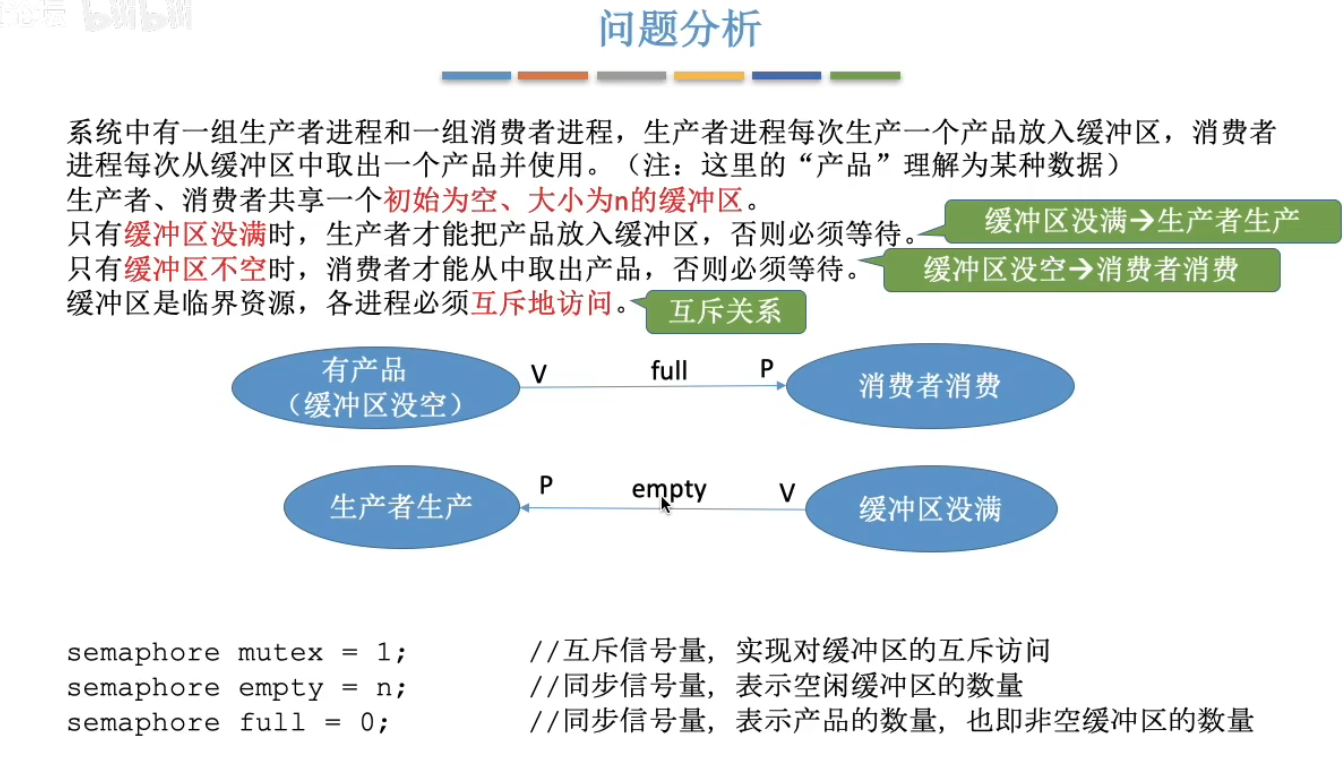 bilibili
问题分析
系统中有一组生产者进程和一组消费者进程，生产者进程每次生产一个产品放入缓冲区，消费者
进程每次从缓冲区中取出一个产品并使用。（注：这里的“产品”理解为某种数据）
生产者、消费者共享一个初始为空、大小为n的缓冲区。
只有缓冲区没满时，生产者才能把产品放入缓冲区，否则必须等待。
缓冲区没满→生产者生产
只有缓冲区不空时，消费者才能从中取出产品，否则必须等待。
缓冲区没空→消费者消费
缓冲区是临界资源，各进程必须互斥地访问。
互斥关系
有产品
（缓冲区没空）
V full P
消费者消费
生产者生产
P empty V
缓冲区没满
semaphore mutex = 1; //互斥信号量，实现对缓冲区的互斥访问
semaphore empty = n; //同步信号量，表示空闲缓冲区的数量
semaphore full = 0; //同步信号量，表示产品的数量，也即非空缓冲区的数量